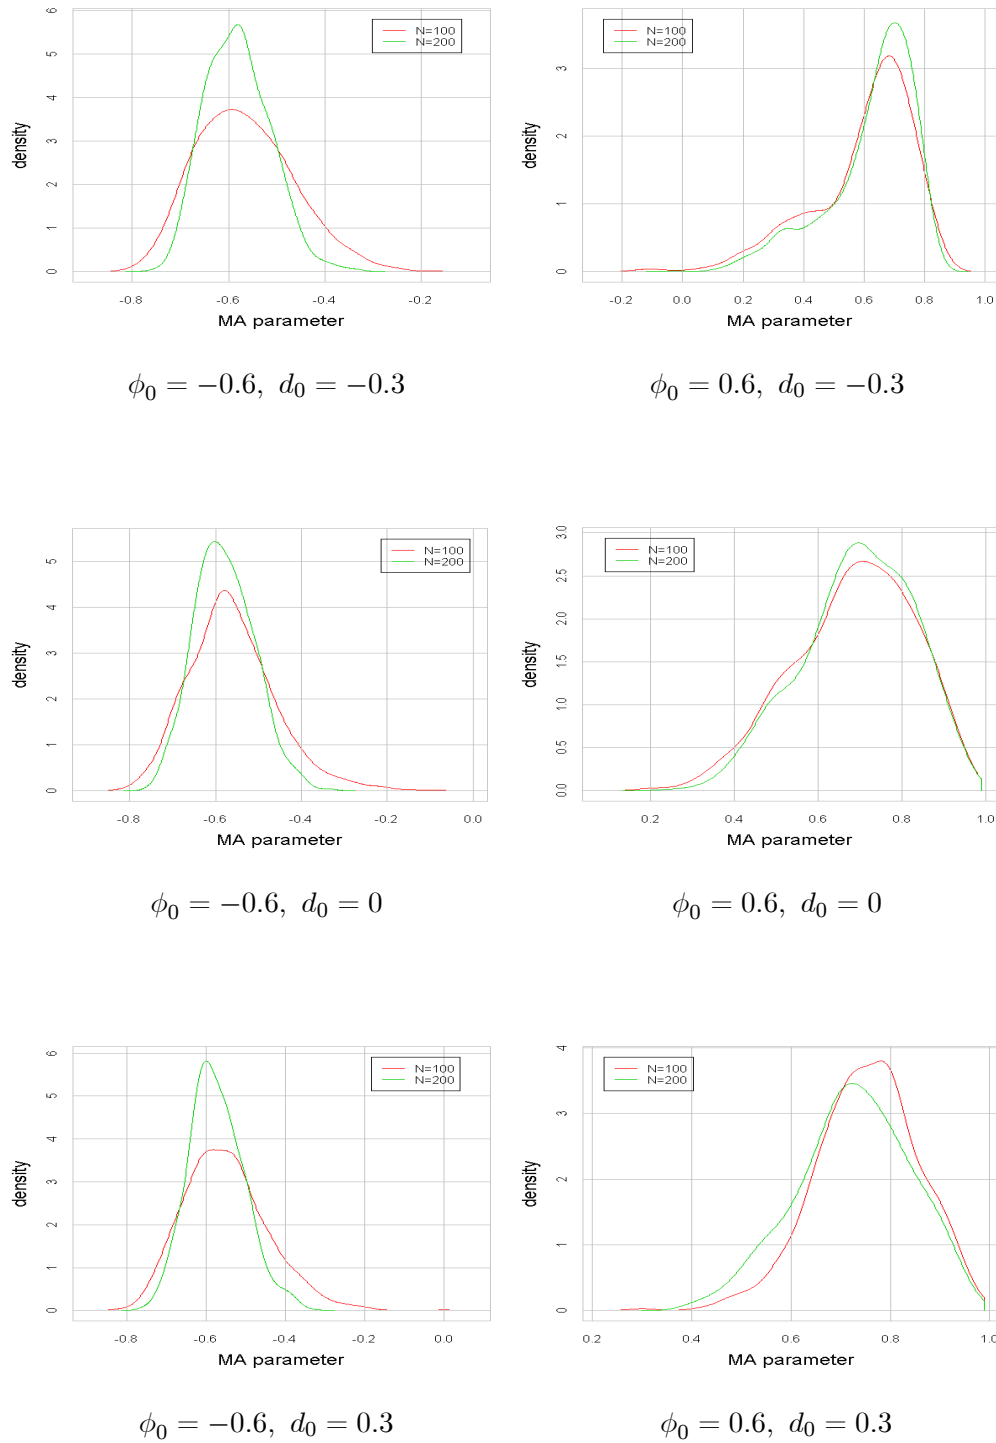 N=100
N=200
density
0 1 2 3 4 5 6
-0.8 -0.6 -0.4 -0.2
MA parameter
ϕ₀ = −0.6, d₀ = −0.3
N=100
N=200
density
0 1 2 3
-0.2 0.0 0.2 0.4 0.6 0.8 1.0
MA parameter
ϕ₀ = 0.6, d₀ = −0.3
N=100
N=200
density
0 1 2 3 4 5
-0.8 -0.6 -0.4 -0.2 0.0
MA parameter
ϕ₀ = −0.6, d₀ = 0
N=100
N=200
density
0.0 0.5 1.0 1.5 2.0 2.5 3.0
0.2 0.4 0.6 0.8 1.0
MA parameter
ϕ₀ = 0.6, d₀ = 0
N=100
N=200
density
0 1 2 3 4 5 6
-0.8 -0.6 -0.4 -0.2 0.0
MA parameter
ϕ₀ = −0.6, d₀ = 0.3
N=100
N=200
density
0 1 2 3 4
0.2 0.4 0.6 0.8 1.0
MA parameter
ϕ₀ = 0.6, d₀ = 0.3